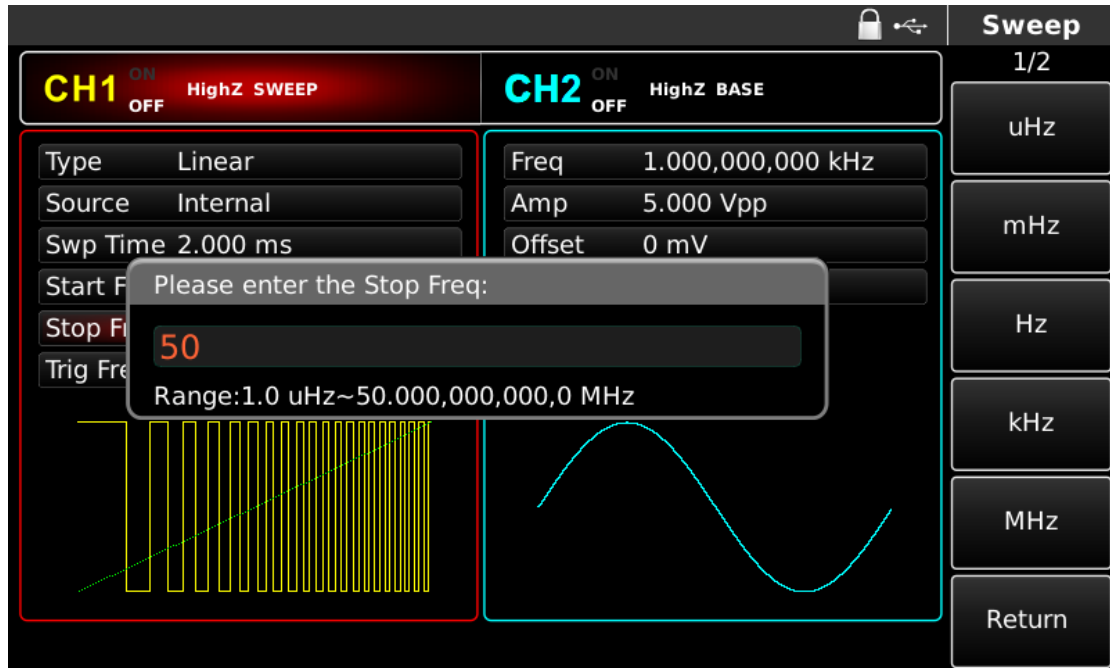 Sweep
1/2
CH1 ON OFF HighZ SWEEP
CH2 ON OFF HighZ BASE
Type Linear
Source Internal
Swp Time 2.000 ms
Start F
Stop Fr
Trig Fre
Freq 1.000,000,000 kHz
Amp 5.000 Vpp
Offset 0 mV
Please enter the Stop Freq:
50
Range:1.0 uHz~50.000,000,000,0 MHz
uHz
mHz
Hz
kHz
MHz
Return